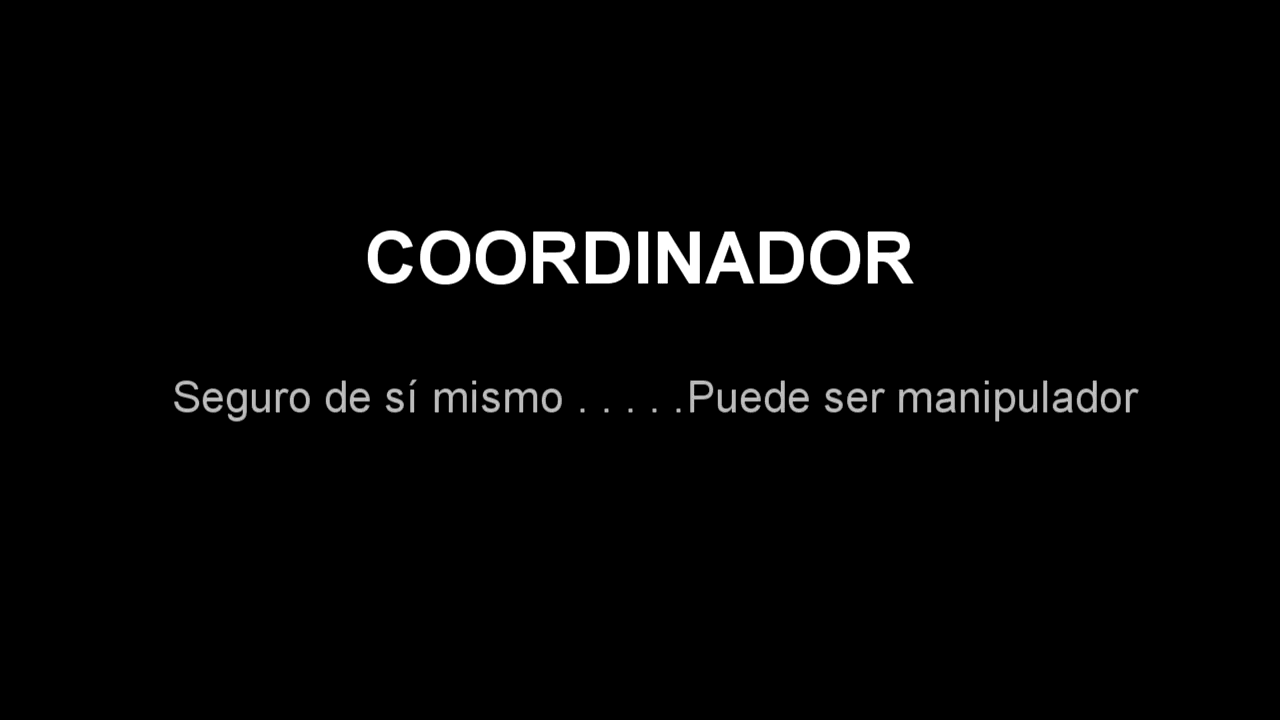 COORDINADOR
Seguro de sí mismo . . . . .Puede ser manipulador